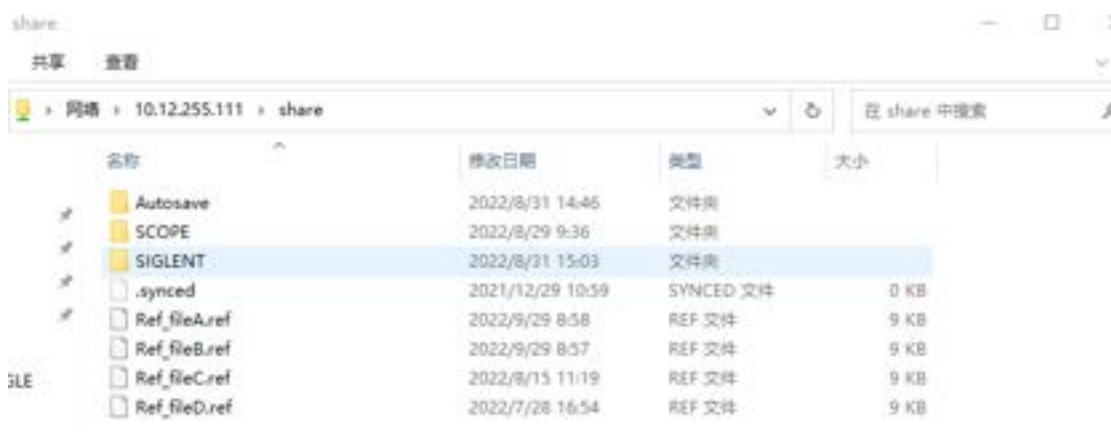 share
共享 查看
网络 › 10.12.255.111 › share 在 share 中搜索
名称 修改日期 类型 大小
Autosave 2022/8/31 14:46 文件夹
SCOPE 2022/8/29 9:36 文件夹
SIGLENT 2022/8/31 15:03 文件夹
.synced 2021/12/29 10:59 SYNCED 文件 0 KB
Ref_fileA.ref 2022/9/29 8:58 REF 文件 9 KB
Ref_fileB.ref 2022/9/29 8:57 REF 文件 9 KB
GLE Ref_fileC.ref 2022/8/15 11:19 REF 文件 9 KB
Ref_fileD.ref 2022/7/28 16:54 REF 文件 9 KB